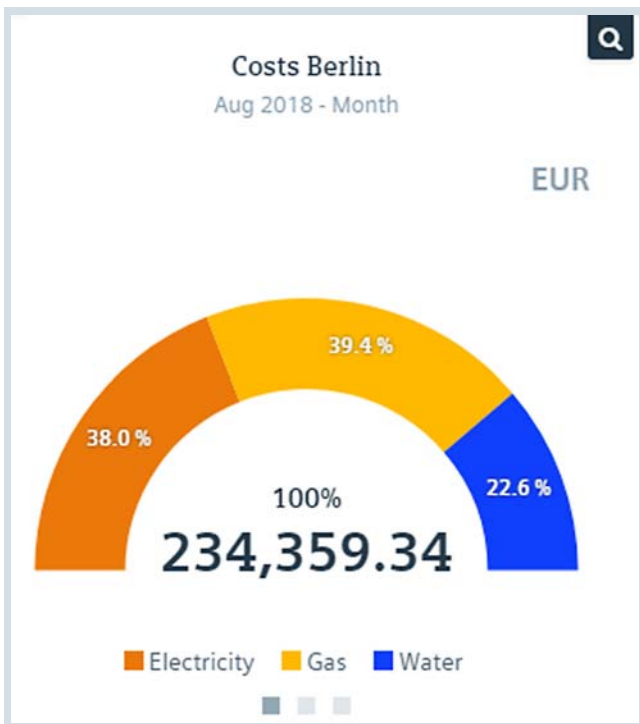 Costs Berlin
Aug 2018 - Month
EUR
39.4 %
38.0 %
22.6 %
100%
234,359.34
Electricity Gas Water